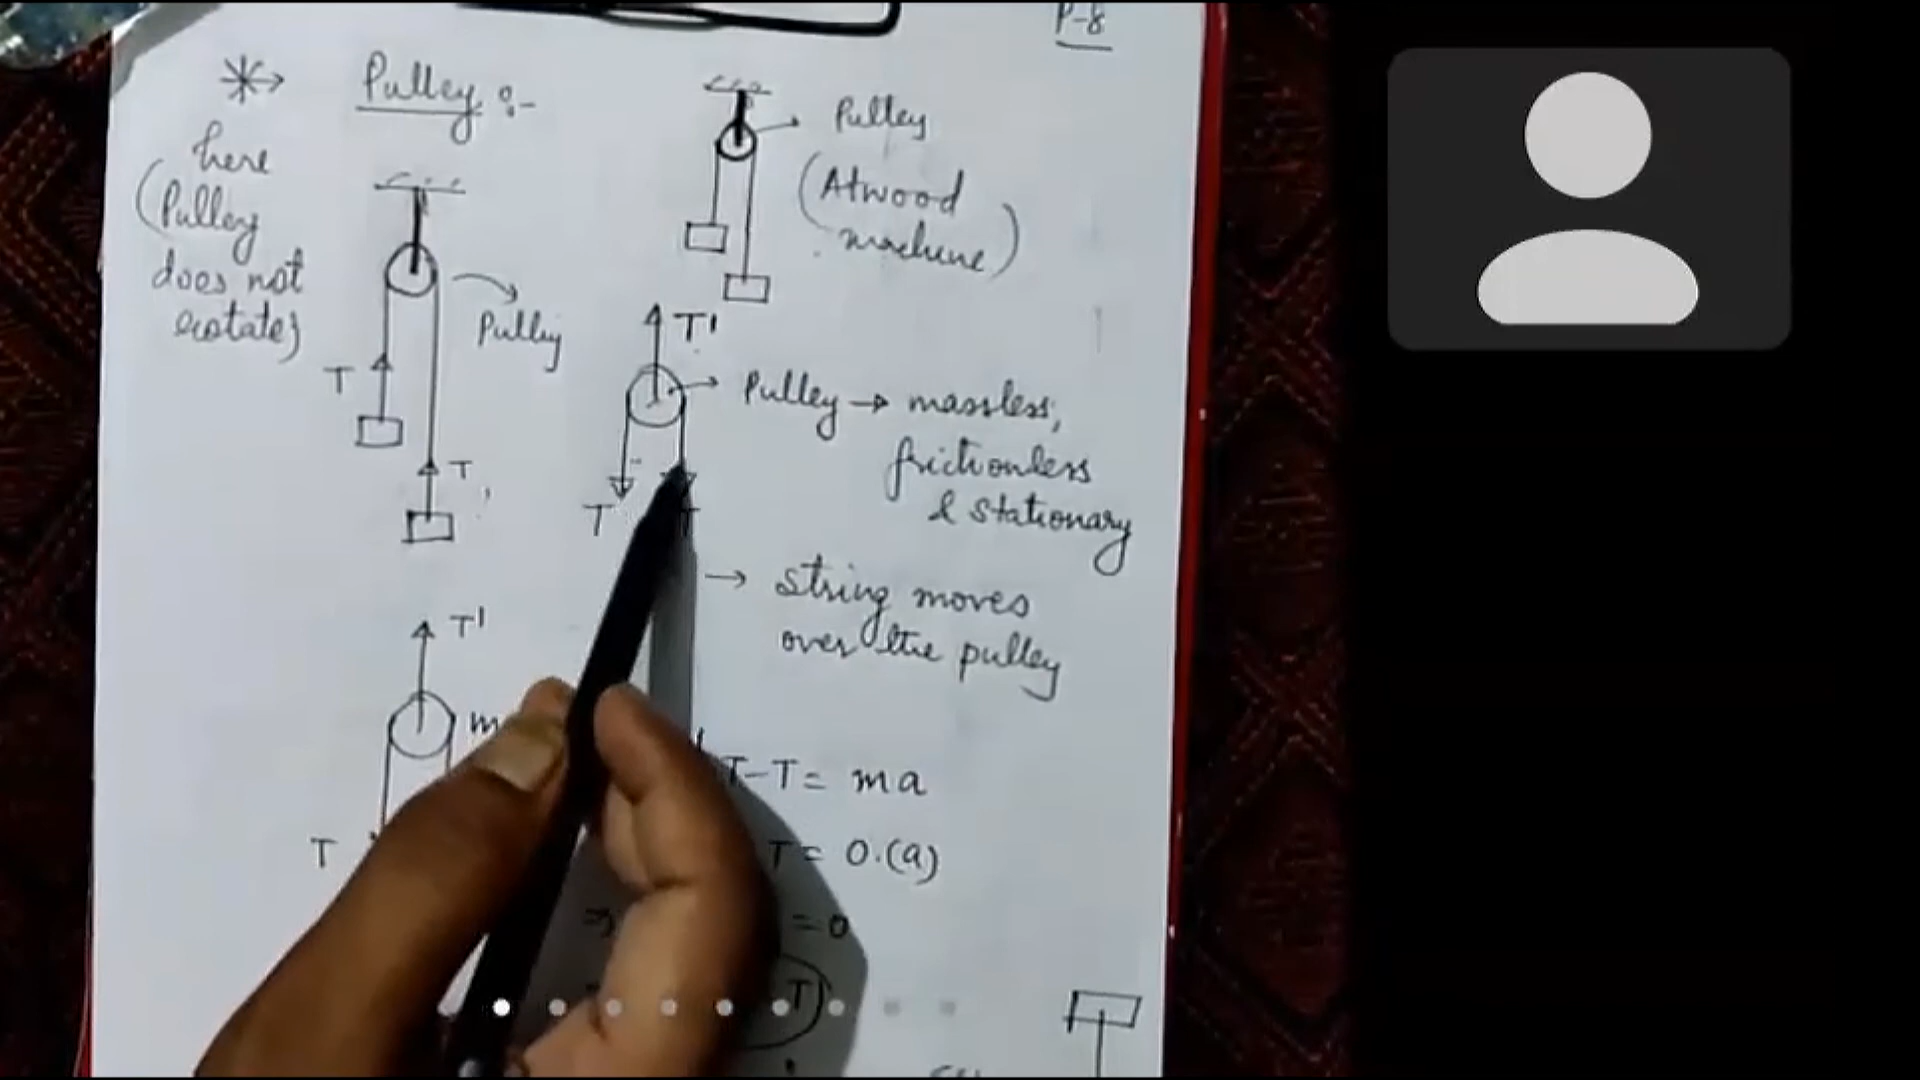 P-8
Pulley :-
here
(Pulley
does not
rotate)
Pulley
T
T
Pulley
(Atwood
machine)
T'
Pulley → massless,
frictionless
& stationary
T
T
→ string moves
over the pulley
T'
m
T
T-T = ma
T = 0.(a)
⇒ = 0
T